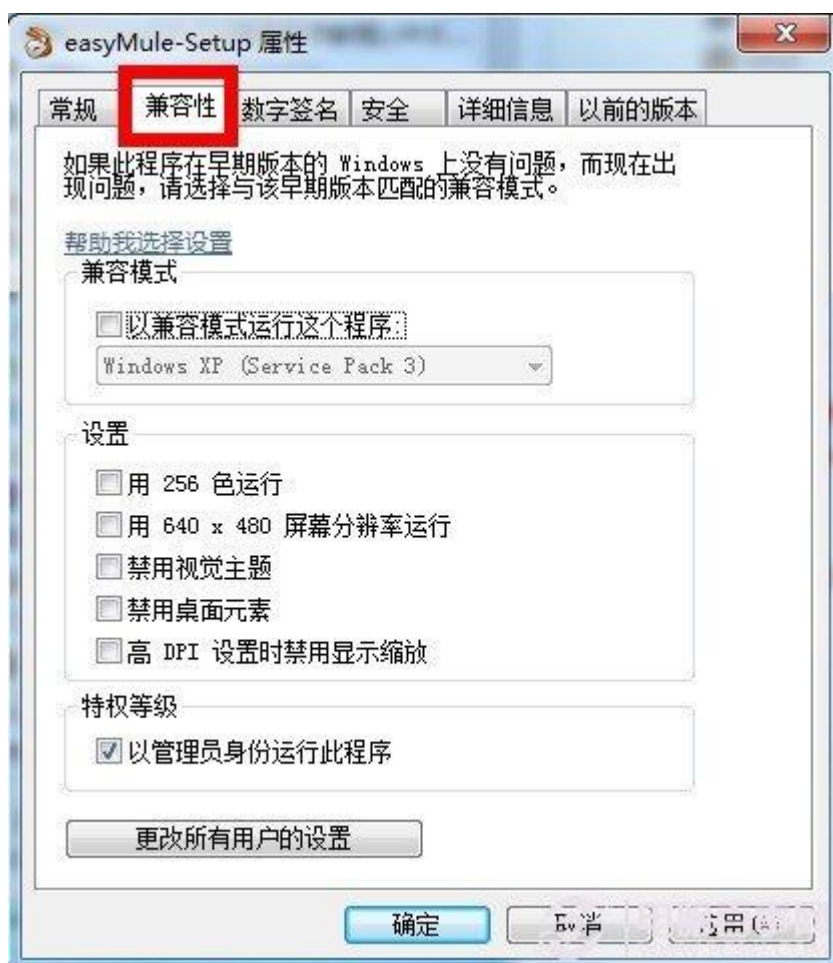 easyMule-Setup 属性
常规 兼容性 数字签名 安全 详细信息 以前的版本
如果此程序在早期版本的 Windows 上没有问题，而现在出
现问题，请选择与该早期版本匹配的兼容模式。
帮助我选择设置
兼容模式
以兼容模式运行这个程序:
Windows XP (Service Pack 3)
设置
用 256 色运行
用 640 x 480 屏幕分辨率运行
禁用视觉主题
禁用桌面元素
高 DPI 设置时禁用显示缩放
特权等级
以管理员身份运行此程序
更改所有用户的设置
确定 取消